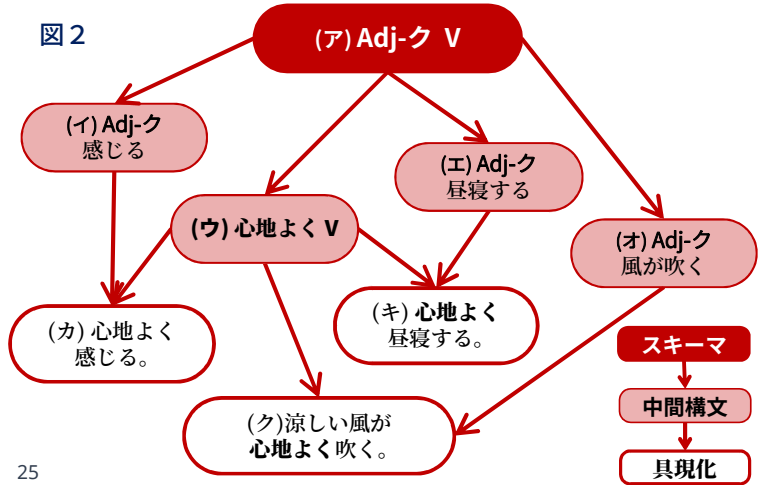 図２
(ア) Adj-ク V
(イ) Adj-ク
感じる
(エ) Adj-ク
昼寝する
(ウ) 心地よく V
(オ) Adj-ク
風が吹く
(カ) 心地よく
感じる。
(キ) 心地よく
昼寝する。
(ク)涼しい風が
心地よく吹く。
スキーマ
中間構文
具現化
25